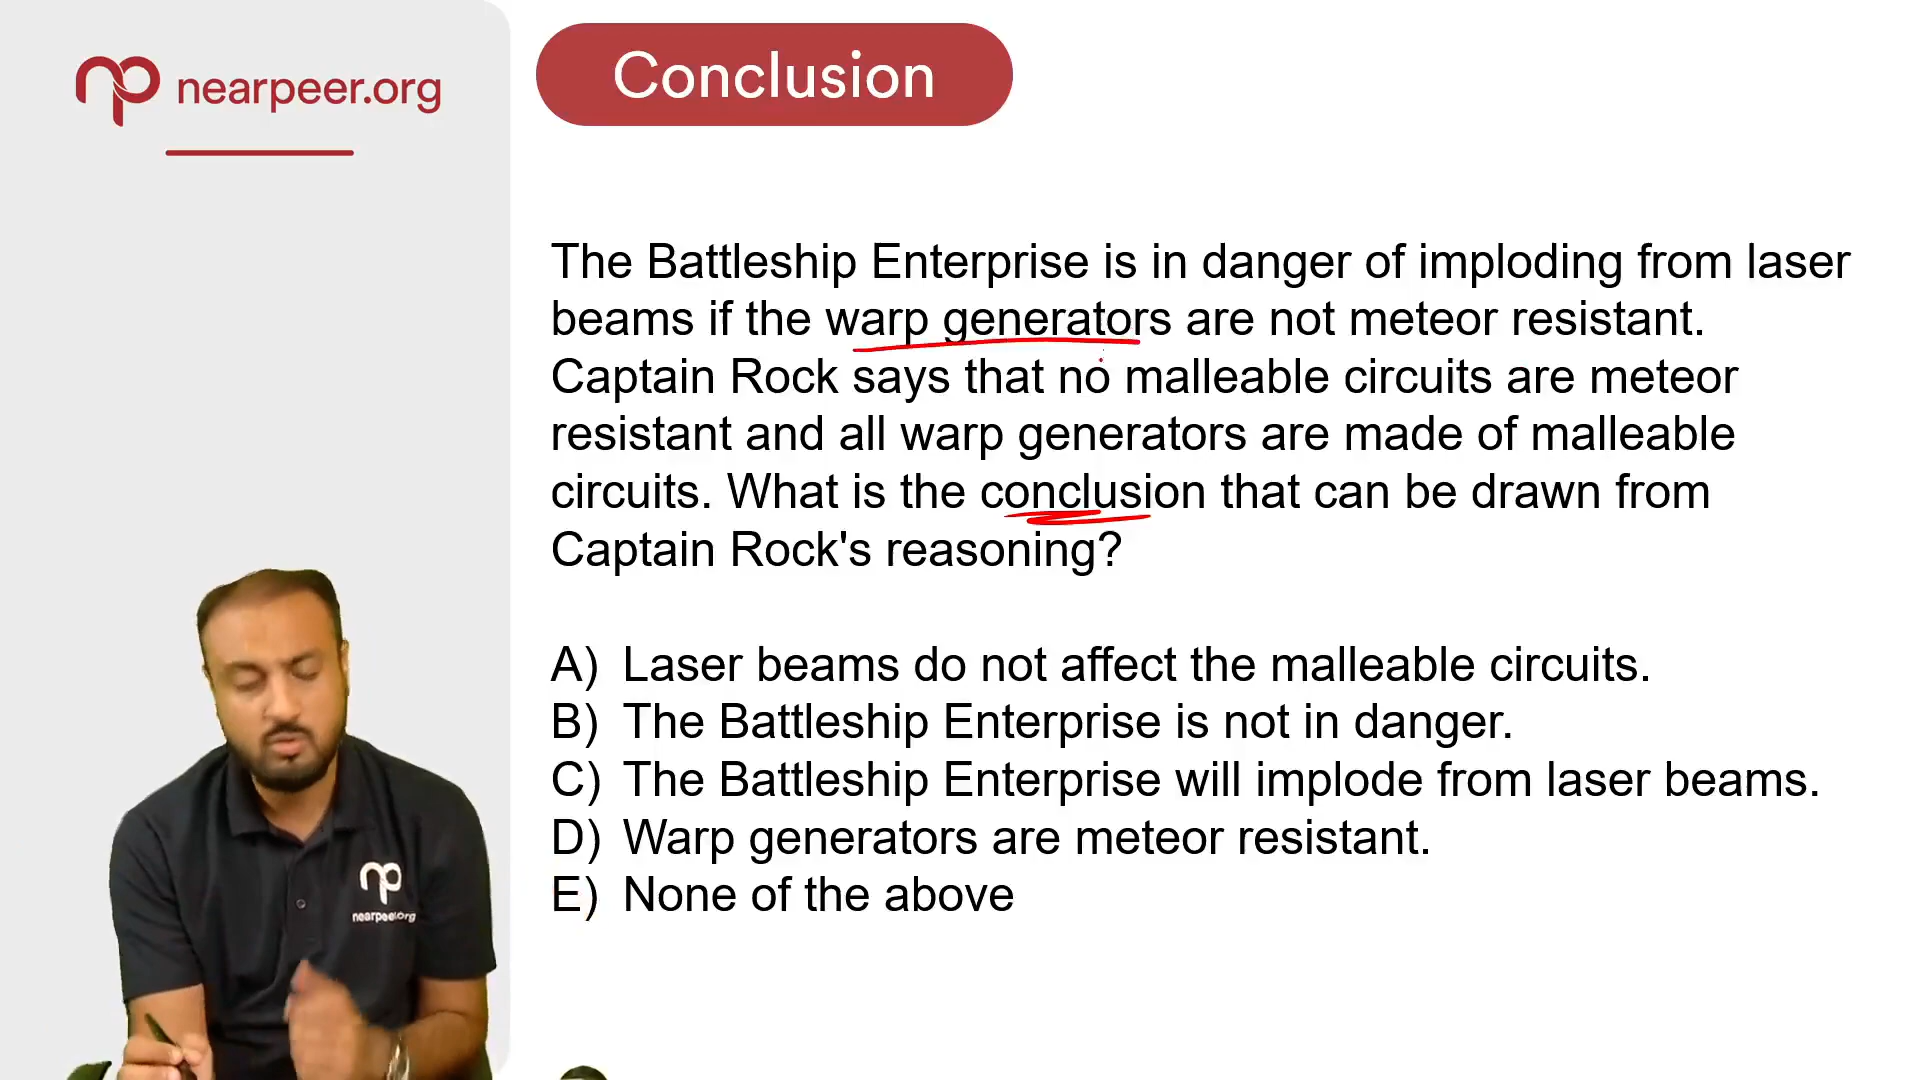 nearpeer.org
Conclusion
The Battleship Enterprise is in danger of imploding from laser
beams if the warp generators are not meteor resistant.
Captain Rock says that no malleable circuits are meteor
resistant and all warp generators are made of malleable
circuits. What is the conclusion that can be drawn from
Captain Rock's reasoning?
A) Laser beams do not affect the malleable circuits.
B) The Battleship Enterprise is not in danger.
C) The Battleship Enterprise will implode from laser beams.
D) Warp generators are meteor resistant.
E) None of the above
nearpeer.org